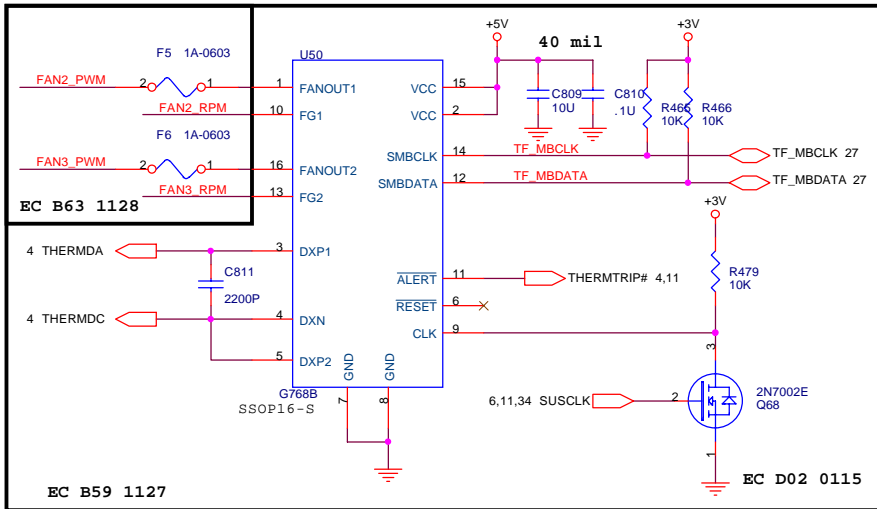 +5V
+3V
F5 1A-0603
U50
40 mil
FAN2_PWM
2
1
1
FANOUT1
VCC
15
C809
10U
C810
.1U
R465
10K
R466
10K
FAN2_RPM
10
FG1
VCC
2
F6 1A-0603
SMBCLK
14
TF_MBCLK
TF_MBCLK 27
FAN3_PWM
2
1
16
FANOUT2
SMBDATA
12
TF_MBDATA
TF_MBDATA 27
FAN3_RPM
13
FG2
EC B63 1128
+3V
4 THERMDA
3
DXP1
C811
2200P
ALERT
11
THERMTRIP# 4,11
R479
10K
RESET
6
4 THERMDC
4
DXN
CLK
9
3
5
DXP2
GND
GND
G768B
SSOP16-S
7
8
6,11,34 SUSCLK
2
2N7002E
Q68
1
EC B59 1127
EC D02 0115